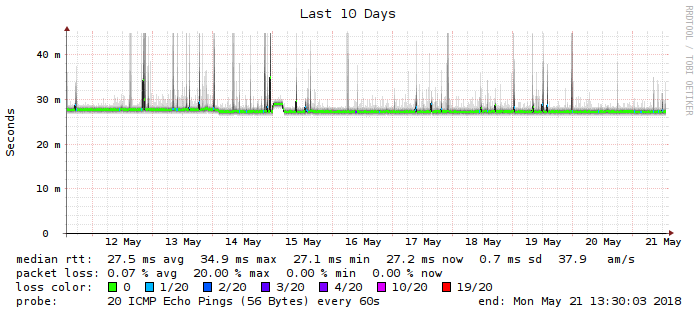 Last 10 Days
RRDTOOL / TOBI OETIKER
Seconds
40 m
30 m
20 m
10 m
0
12 May 13 May 14 May 15 May 16 May 17 May 18 May 19 May 20 May 21 May
median rtt: 27.5 ms avg 34.9 ms max 27.1 ms min 27.2 ms now 0.7 ms sd 37.9 am/s
packet loss: 0.07 % avg 20.00 % max 0.00 % min 0.00 % now
loss color: 0 1/20 2/20 3/20 4/20 10/20 19/20
probe: 20 ICMP Echo Pings (56 Bytes) every 60s end: Mon May 21 13:30:03 2018